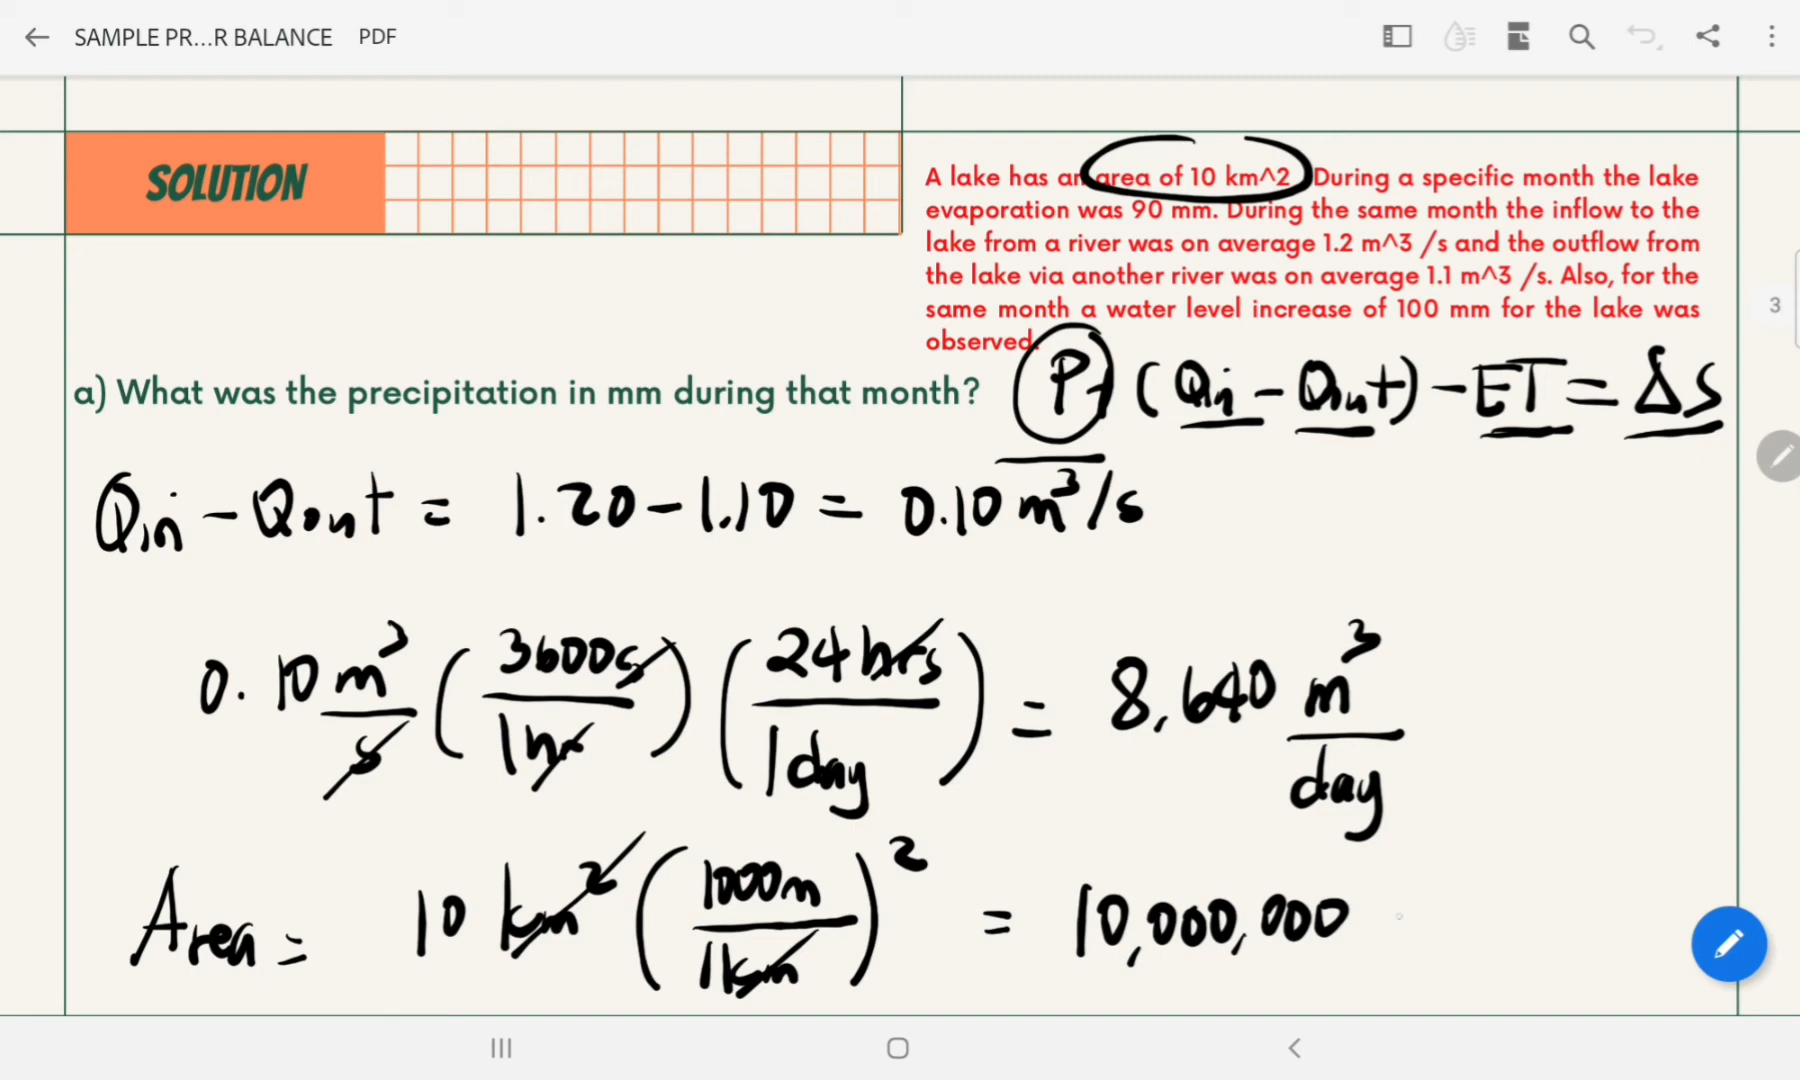 SAMPLE PR...R BALANCE PDF
SOLUTION
A lake has an area of 10 km^2 During a specific month the lake
evaporation was 90 mm. During the same month the inflow to the
lake from a river was on average 1.2 m^3 /s and the outflow from
the lake via another river was on average 1.1 m^3 /s. Also, for the
same month a water level increase of 100 mm for the lake was
observed.
3
a) What was the precipitation in mm during that month?
P + (Qin - Qout) - ET = ΔS
Qin - Qout = 1.20 - 1.10 = 0.10 m³/s
0.10 m³/s (3600s/1hr) (24hrs/1day) = 8,640 m³/day
Area = 10 km² (1000m/1km)² = 10,000,000